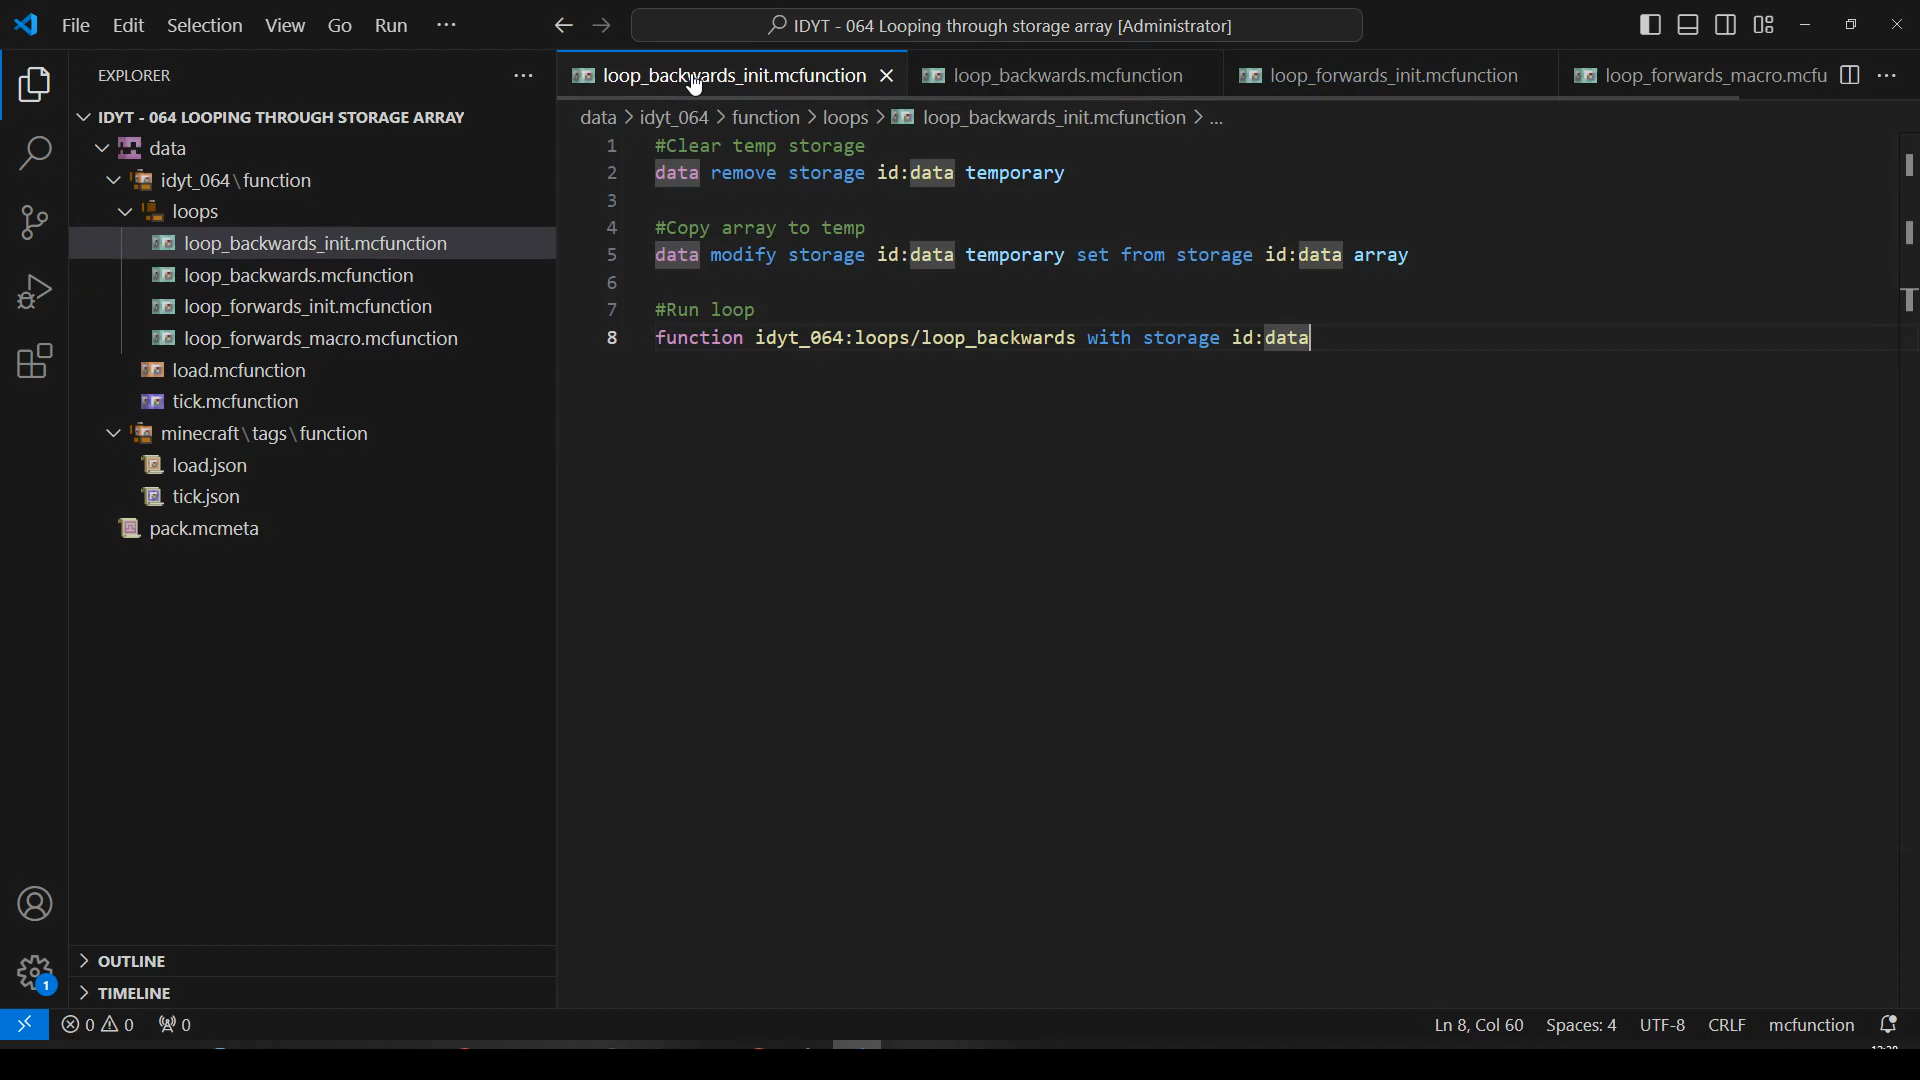 File Edit Selection View Go Run ···
IDYT - 064 Looping through storage array [Administrator]
EXPLORER
loop_backwards_init.mcfunction
loop_backwards.mcfunction
loop_forwards_init.mcfunction
loop_forwards_macro.mcfu
IDYT - 064 LOOPING THROUGH STORAGE ARRAY
data
idyt_064\function
loops
loop_backwards_init.mcfunction
loop_backwards.mcfunction
loop_forwards_init.mcfunction
loop_forwards_macro.mcfunction
load.mcfunction
tick.mcfunction
minecraft\tags\function
load.json
tick.json
pack.mcmeta
OUTLINE
TIMELINE
data > idyt_064 > function > loops > loop_backwards_init.mcfunction > ...
1 #Clear temp storage
2 data remove storage id:data temporary
3
4 #Copy array to temp
5 data modify storage id:data temporary set from storage id:data array
6
7 #Run loop
8 function idyt_064:loops/loop_backwards with storage id:data
1
0 0 0
Ln 8, Col 60 Spaces: 4 UTF-8 CRLF mcfunction